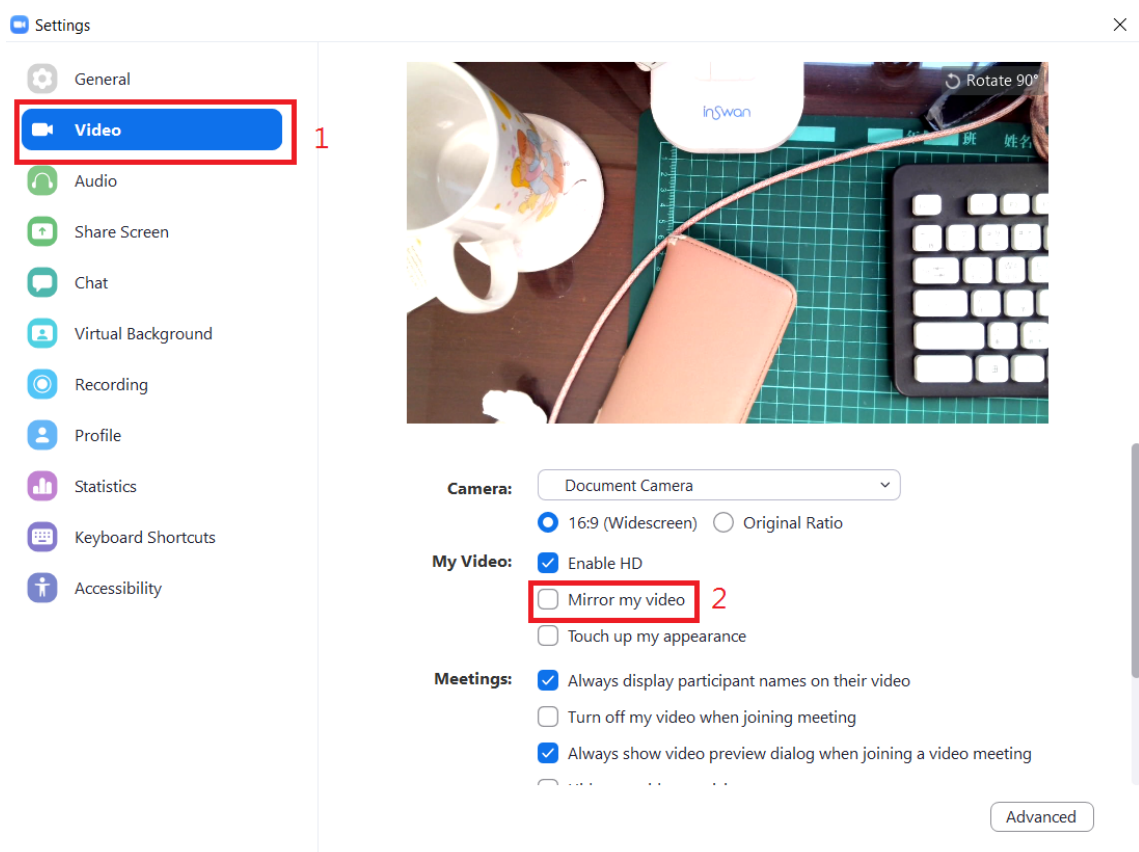 Settings
General
Video
1
Audio
Share Screen
Chat
Virtual Background
Recording
Profile
Statistics
Keyboard Shortcuts
Accessibility
Rotate 90°
inSwan
班 姓名
Camera:
Document Camera
16:9 (Widescreen) Original Ratio
My Video:
Enable HD
Mirror my video
2
Touch up my appearance
Meetings:
Always display participant names on their video
Turn off my video when joining meeting
Always show video preview dialog when joining a video meeting
Advanced